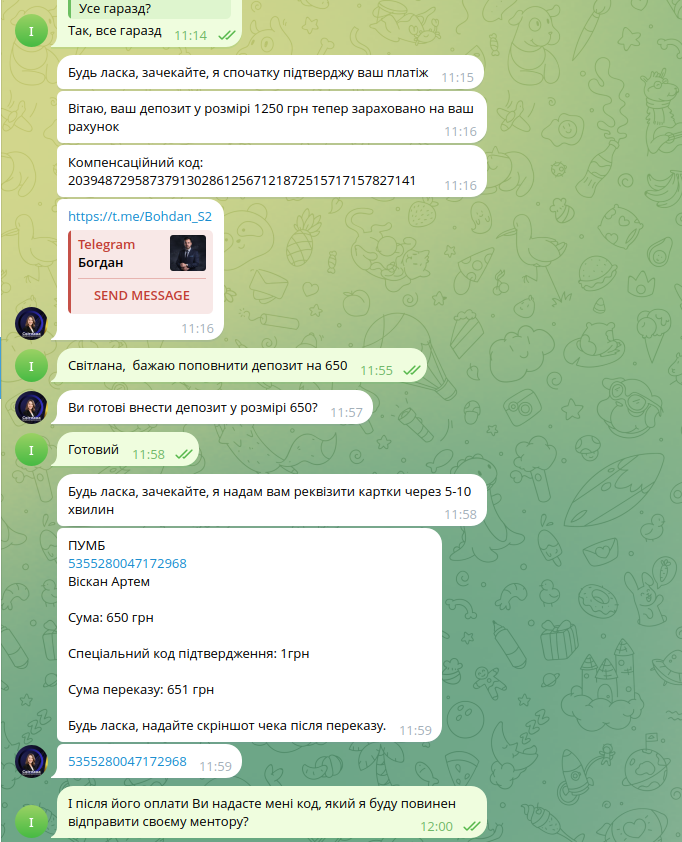 Усе гаразд?
І
Так, все гаразд
11:14
Будь ласка, зачекайте, я спочатку підтверджу ваш платіж
11:15
Вітаю, ваш депозит у розмірі 1250 грн тепер зараховано на ваш
рахунок
11:16
Компенсаційний код:
20394872958737913028612567121872515717157827141
11:16
https://t.me/Bohdan_S2
Telegram
Богдан
SEND MESSAGE
11:16
І
Світлана, бажаю поповнити депозит на 650
11:55
Ви готові внести депозит у розмірі 650?
11:57
І
Готовий
11:58
Будь ласка, зачекайте, я надам вам реквізити картки через 5-10
хвилин
11:58
ПУМБ
5355280047172968
Віскан Артем
Сума: 650 грн
Спеціальний код підтвердження: 1грн
Сума переказу: 651 грн
Будь ласка, надайте скріншот чека після переказу.
11:59
5355280047172968
11:59
І після його оплати Ви надасте мені код, який я буду повинен
відправити своєму ментору?
І
12:00